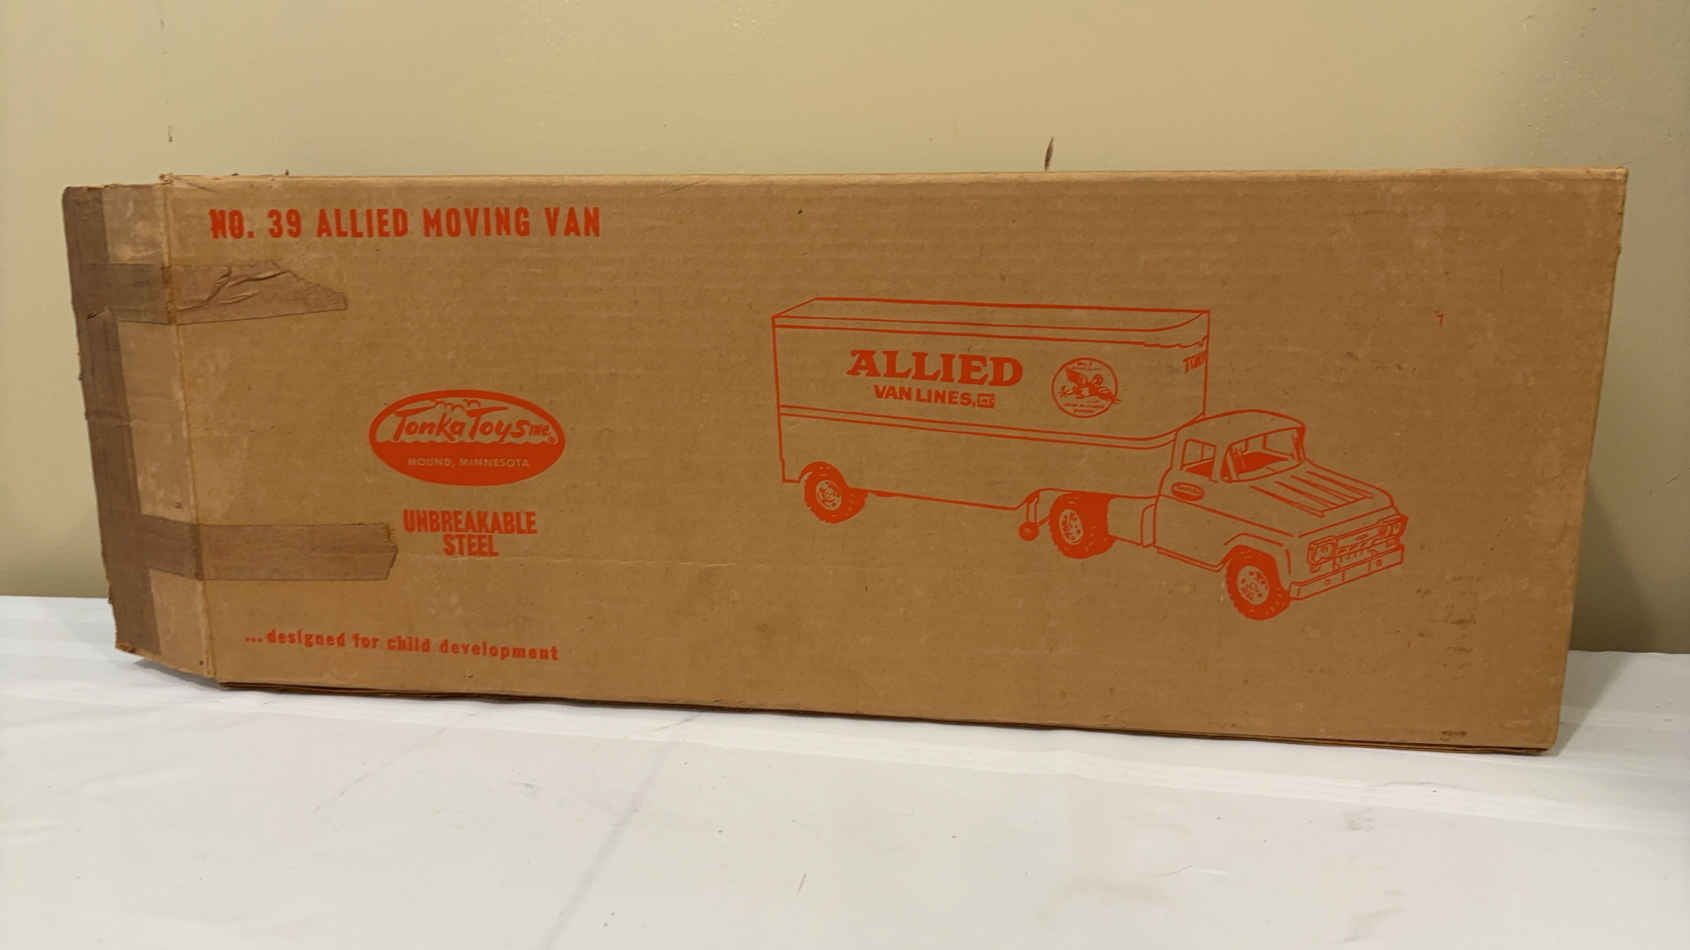 NO. 39 ALLIED MOVING VAN
ALLIED
VAN LINES, INC
Tonka Toys INC.
MOUND, MINNESOTA
UNBREAKABLE
STEEL
...designed for child development